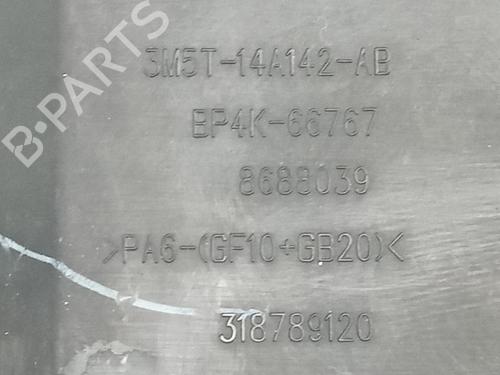 B-PARTS
3M5T-14A142-AB
BP4K-66767
8688039
>PA6-(GF10+GB20)<
318789120